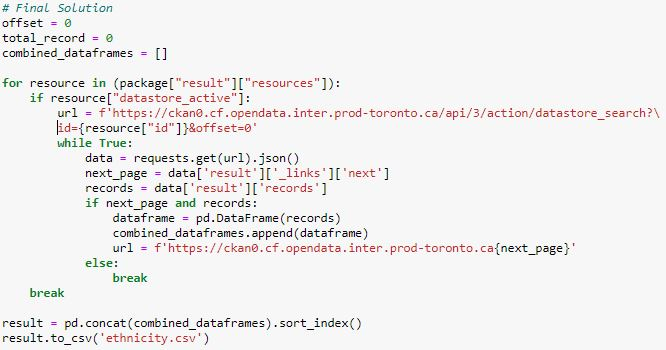 # Final Solution
offset = 0
total_record = 0
combined_dataframes = []
for resource in (package["result"]["resources"]):
    if resource["datastore_active"]:
        url = f'https://ckan0.cf.opendata.inter.prod-toronto.ca/api/3/action/datastore_search?\
        id={resource["id"]}&offset=0'
        while True:
            data = requests.get(url).json()
            next_page = data['result']['_links']['next']
            records = data['result']['records']
            if next_page and records:
                dataframe = pd.DataFrame(records)
                combined_dataframes.append(dataframe)
                url = f'https://ckan0.cf.opendata.inter.prod-toronto.ca{next_page}'
            else:
                break
    break
result = pd.concat(combined_dataframes).sort_index()
result.to_csv('ethnicity.csv')